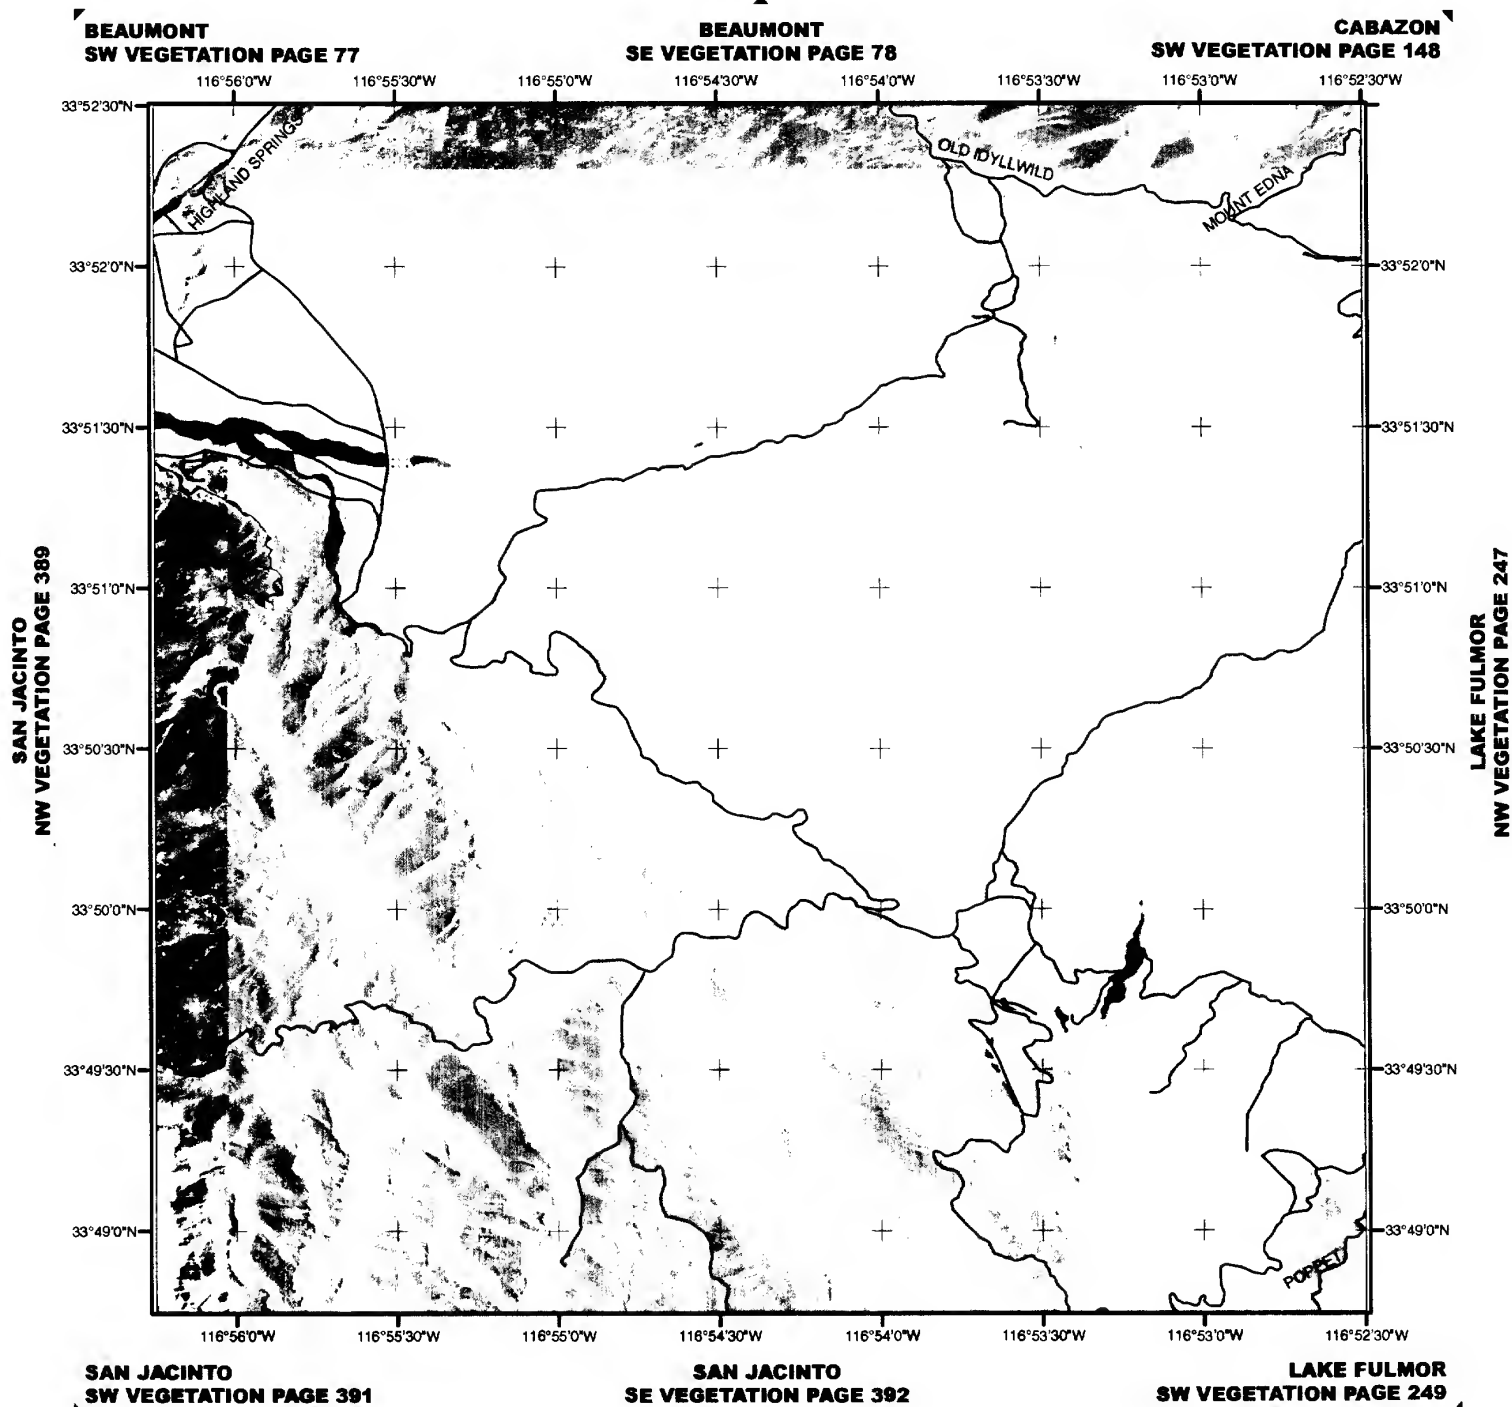 BEAUMONT
SW VEGETATION PAGE 77
BEAUMONT
SE VEGETATION PAGE 78
CABAZON
SW VEGETATION PAGE 148
116°56'0"W 116°55'30"W 116°55'0"W 116°54'30"W 116°54'0"W 116°53'30"W 116°53'0"W 116°52'30"W
33°52'30"N
HIGHLAND SPRINGS
OLD IDYLLWILD
MOUNT EDNA
33°52'0"N 33°52'0"N
33°51'30"N 33°51'30"N
33°51'0"N 33°51'0"N
SAN JACINTO
NW VEGETATION PAGE 389
LAKE FULMOR
NW VEGETATION PAGE 247
33°50'30"N 33°50'30"N
33°50'0"N 33°50'0"N
33°49'30"N 33°49'30"N
33°49'0"N 33°49'0"N
POPPET
116°56'0"W 116°55'30"W 116°55'0"W 116°54'30"W 116°54'0"W 116°53'30"W 116°53'0"W 116°52'30"W
SAN JACINTO
SW VEGETATION PAGE 391
SAN JACINTO
SE VEGETATION PAGE 392
LAKE FULMOR
SW VEGETATION PAGE 249